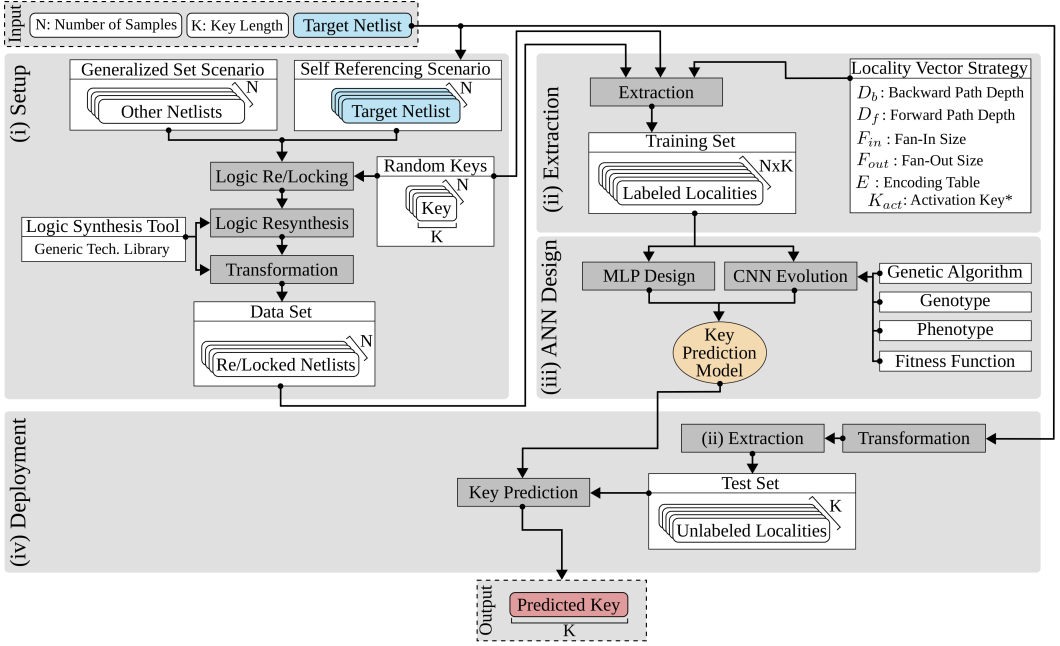 Input
N: Number of Samples
K: Key Length
Target Netlist
(i) Setup
Generalized Set Scenario
N
Other Netlists
Self Referencing Scenario
N
Target Netlist
Logic Re/Locking
Random Keys
N
Key
K
Logic Resynthesis
Logic Synthesis Tool
Generic Tech. Library
Transformation
Data Set
N
Re/Locked Netlists
(ii) Extraction
Extraction
Training Set
NxK
Labeled Localities
Locality Vector Strategy
D_b: Backward Path Depth
D_f: Forward Path Depth
F_in: Fan-In Size
F_out: Fan-Out Size
E: Encoding Table
K_act: Activation Key*
(iii) ANN Design
MLP Design
CNN Evolution
Genetic Algorithm
Genotype
Phenotype
Fitness Function
Key
Prediction
Model
(iv) Deployment
(ii) Extraction
Transformation
Key Prediction
Test Set
K
Unlabeled Localities
Output
Predicted Key
K